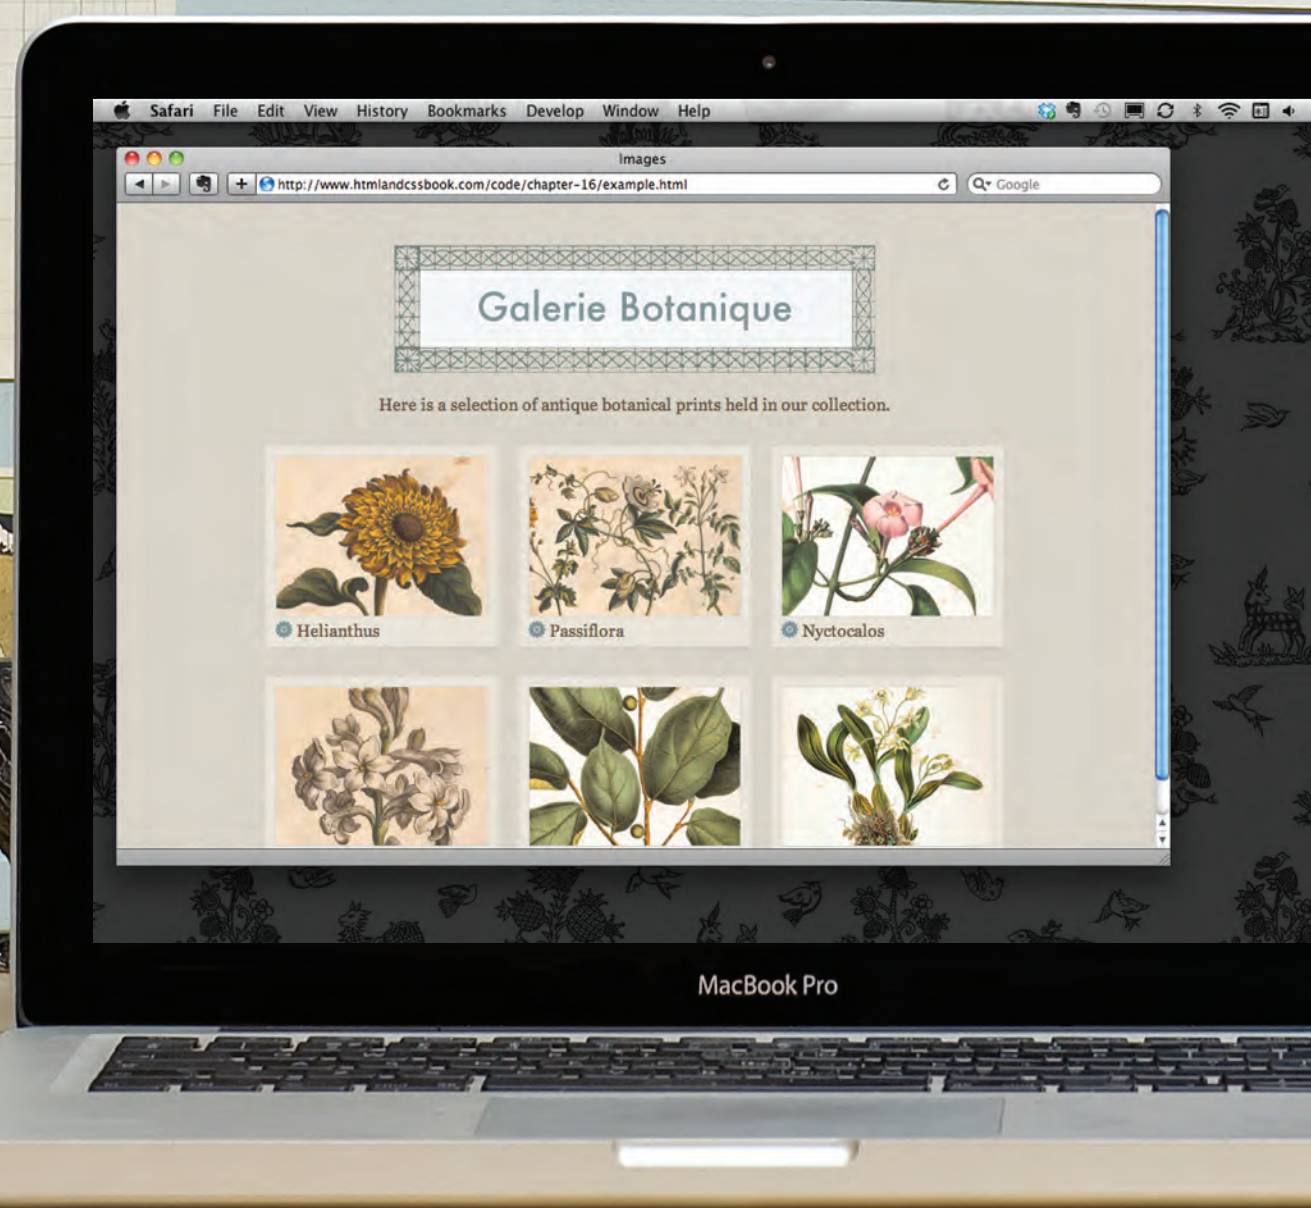 Safari File Edit View History Bookmarks Develop Window Help
Images
http://www.htmlandcssbook.com/code/chapter-16/example.html
Google
Galerie Botanique
Here is a selection of antique botanical prints held in our collection.
Helianthus
Passiflora
Nyctocalos
MacBook Pro